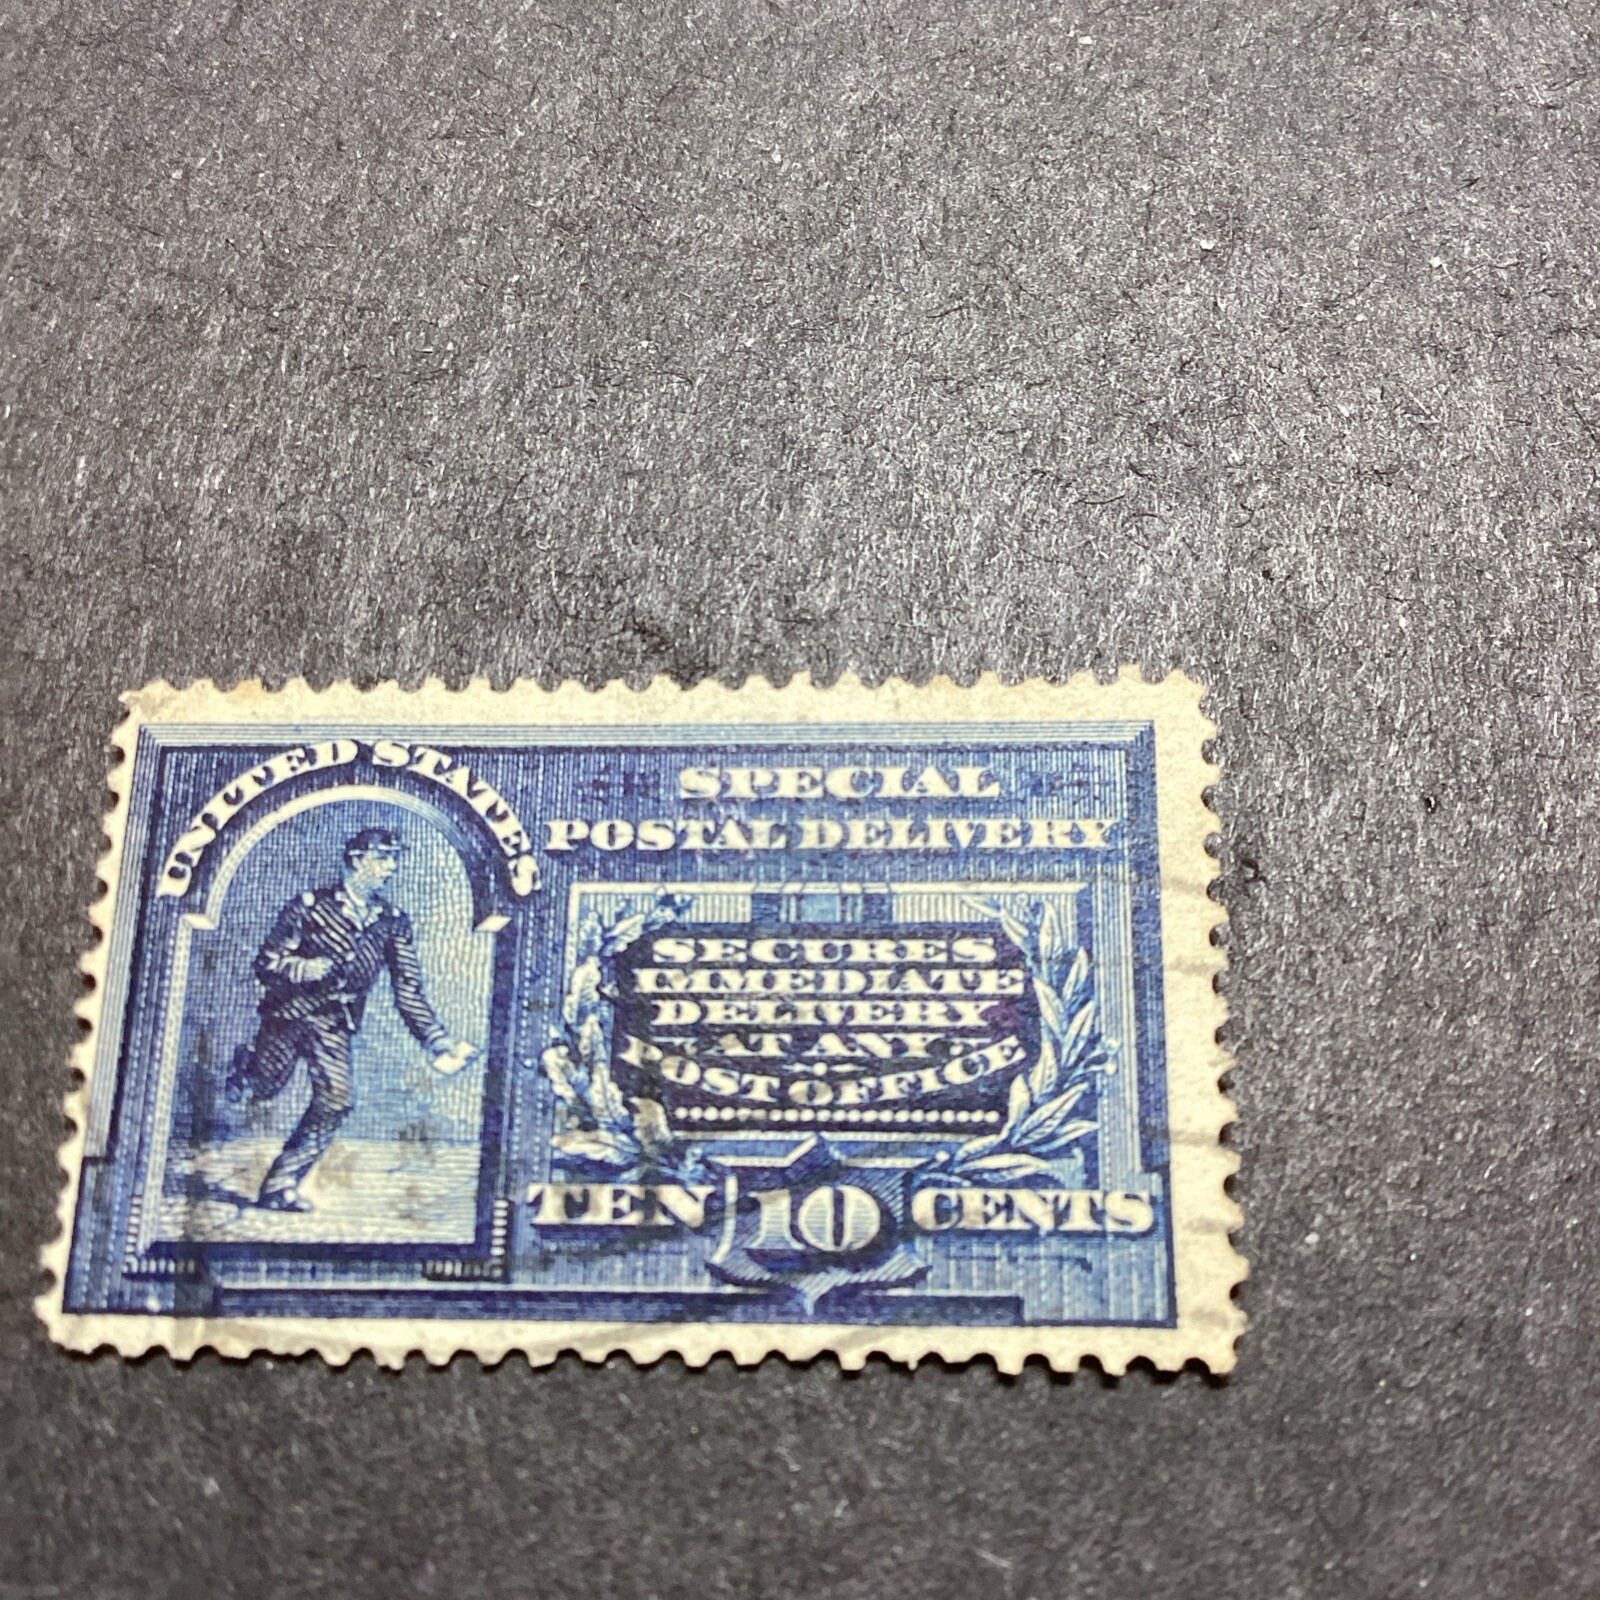 UNITED STATES
SPECIAL
POSTAL DELIVERY
SECURES
IMMEDIATE
DELIVERY
AT ANY
POST OFFICE
TEN 10 CENTS